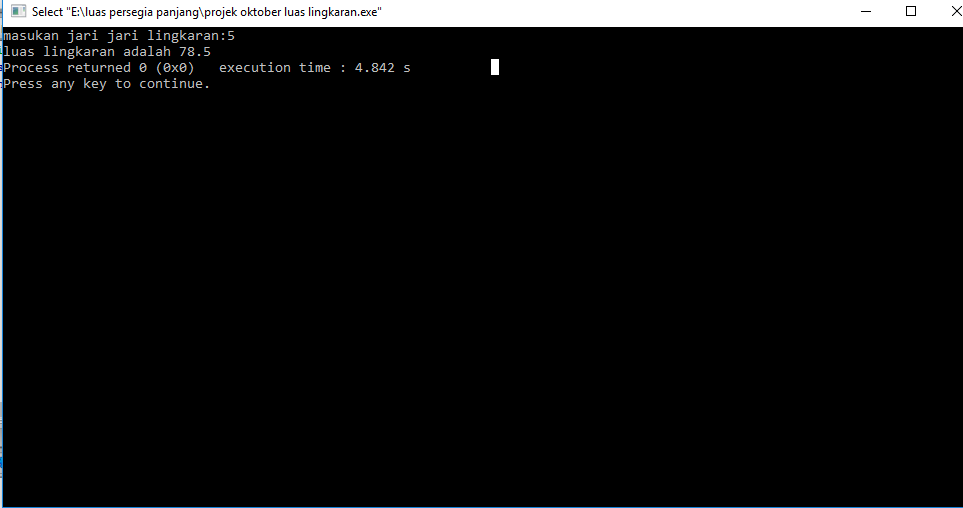 Select "E:\luas persegia panjang\projek oktober luas lingkaran.exe"
masukan jari jari lingkaran:5
luas lingkaran adalah 78.5
Process returned 0 (0x0)   execution time : 4.842 s
Press any key to continue.